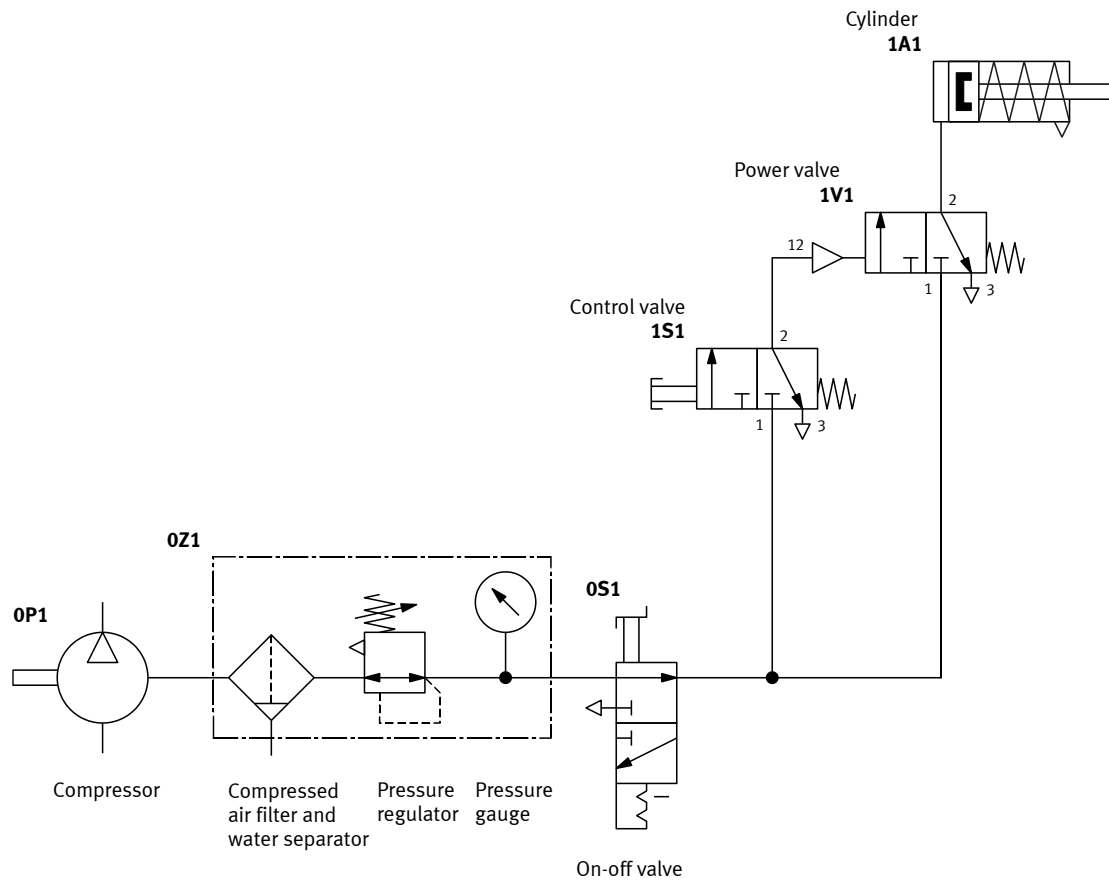 Cylinder
1A1
Power valve
1V1
2
12
1
3
Control valve
1S1
2
1
3
0Z1
0S1
0P1
Compressor
Compressed
air filter and
water separator
Pressure
regulator
Pressure
gauge
On-off valve